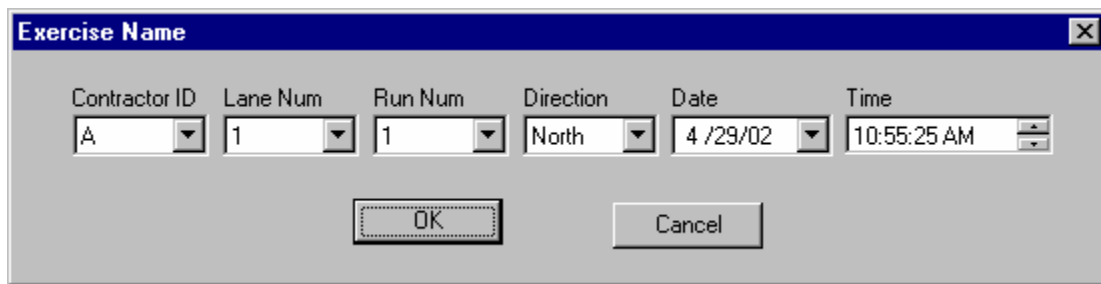 Exercise Name
Contractor ID Lane Num Run Num Direction Date Time
A 1 1 North 4 /29/02 10:55:25 AM
OK Cancel